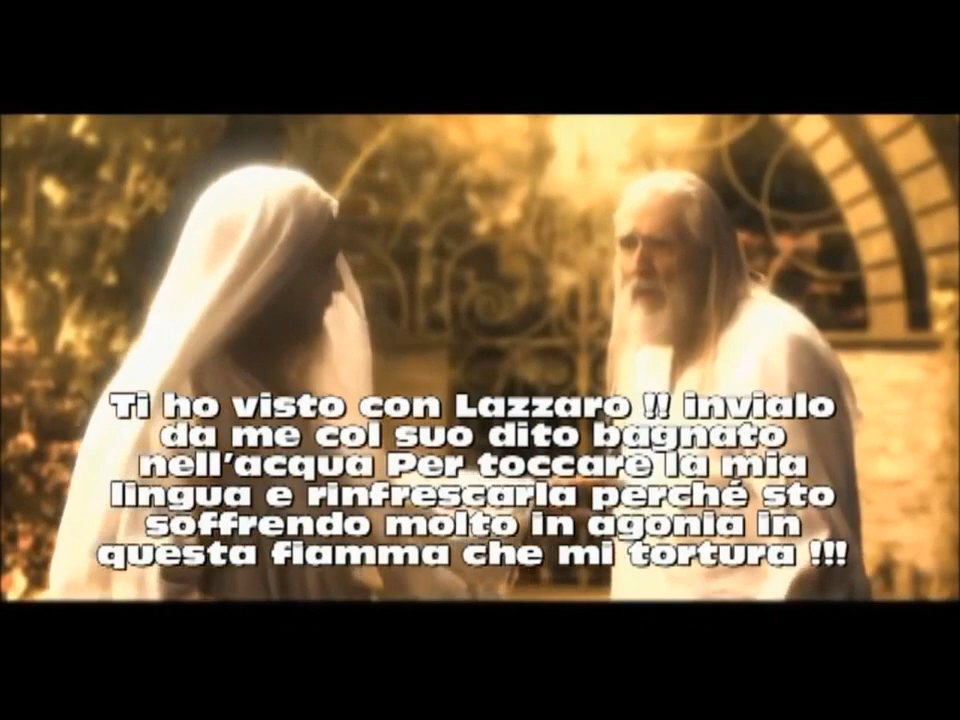 Ti ho visto con Lazzaro !! invialo
da me col suo dito bagnato
nell'acqua Per toccare la mia
lingua e rinfrescarla perché sto
soffrendo molto in agonia in
questa fiamma che mi tortura !!!